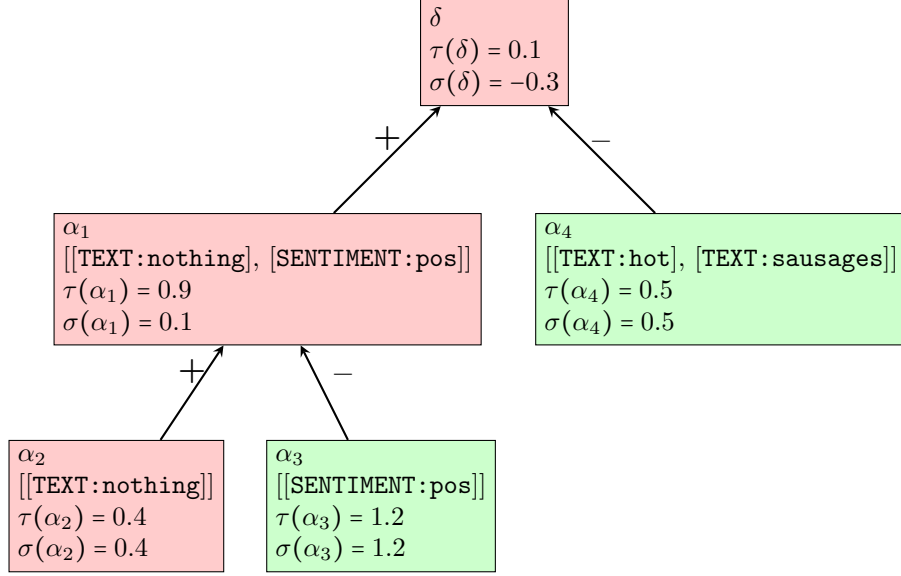 δ
τ(δ) = 0.1
σ(δ) = −0.3
+
−
α₁
[[TEXT:nothing], [SENTIMENT:pos]]
τ(α₁) = 0.9
σ(α₁) = 0.1
α₄
[[TEXT:hot], [TEXT:sausages]]
τ(α₄) = 0.5
σ(α₄) = 0.5
+
−
α₂
[[TEXT:nothing]]
τ(α₂) = 0.4
σ(α₂) = 0.4
α₃
[[SENTIMENT:pos]]
τ(α₃) = 1.2
σ(α₃) = 1.2